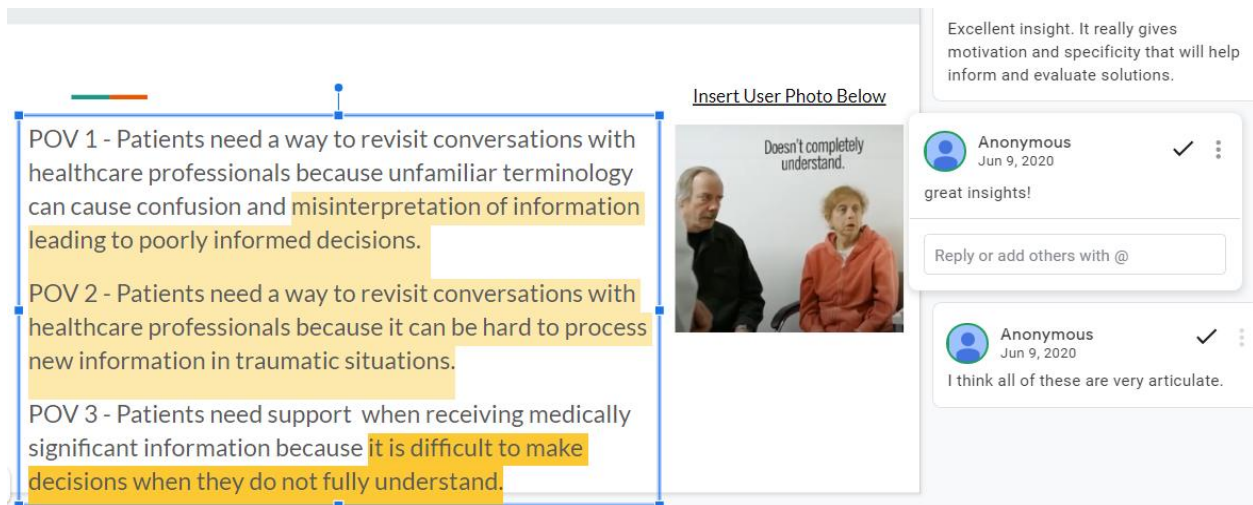 POV 1 - Patients need a way to revisit conversations with
healthcare professionals because unfamiliar terminology
can cause confusion and misinterpretation of information
leading to poorly informed decisions.
POV 2 - Patients need a way to revisit conversations with
healthcare professionals because it can be hard to process
new information in traumatic situations.
POV 3 - Patients need support  when receiving medically
significant information because it is difficult to make
decisions when they do not fully understand.
Insert User Photo Below
Doesn't completely
understand.
Excellent insight. It really gives
motivation and specificity that will help
inform and evaluate solutions.
Anonymous
Jun 9, 2020
great insights!
Reply or add others with @
Anonymous
Jun 9, 2020
I think all of these are very articulate.